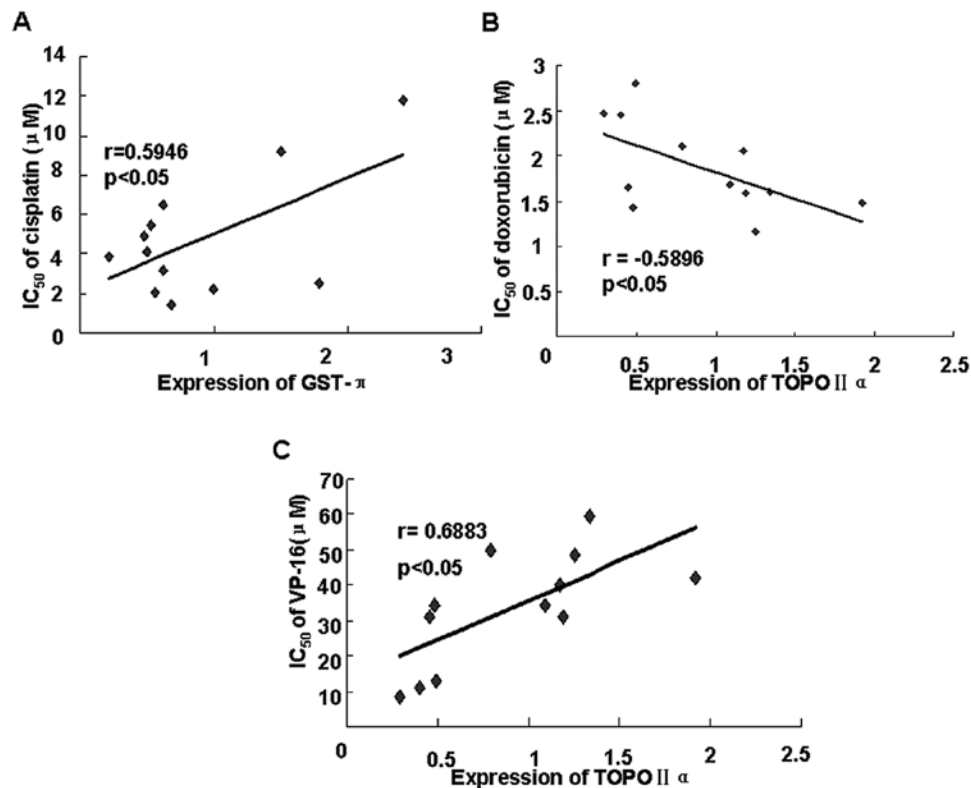 A
14
12
10
8
6
4
2
0
IC50 of cisplatin (μ M)
r=0.5946
p<0.05
1
2
3
Expression of GST-π
B
3
2.5
2
1.5
1
0.5
IC50 of doxorubicin (μ M)
r = -0.5896
p<0.05
0
0.5
1
1.5
2
2.5
Expression of TOPO II α
C
70
60
50
40
30
20
10
IC50 of VP-16(μ M)
r= 0.6883
p<0.05
0
0.5
1
1.5
2
2.5
Expression of TOPO II α